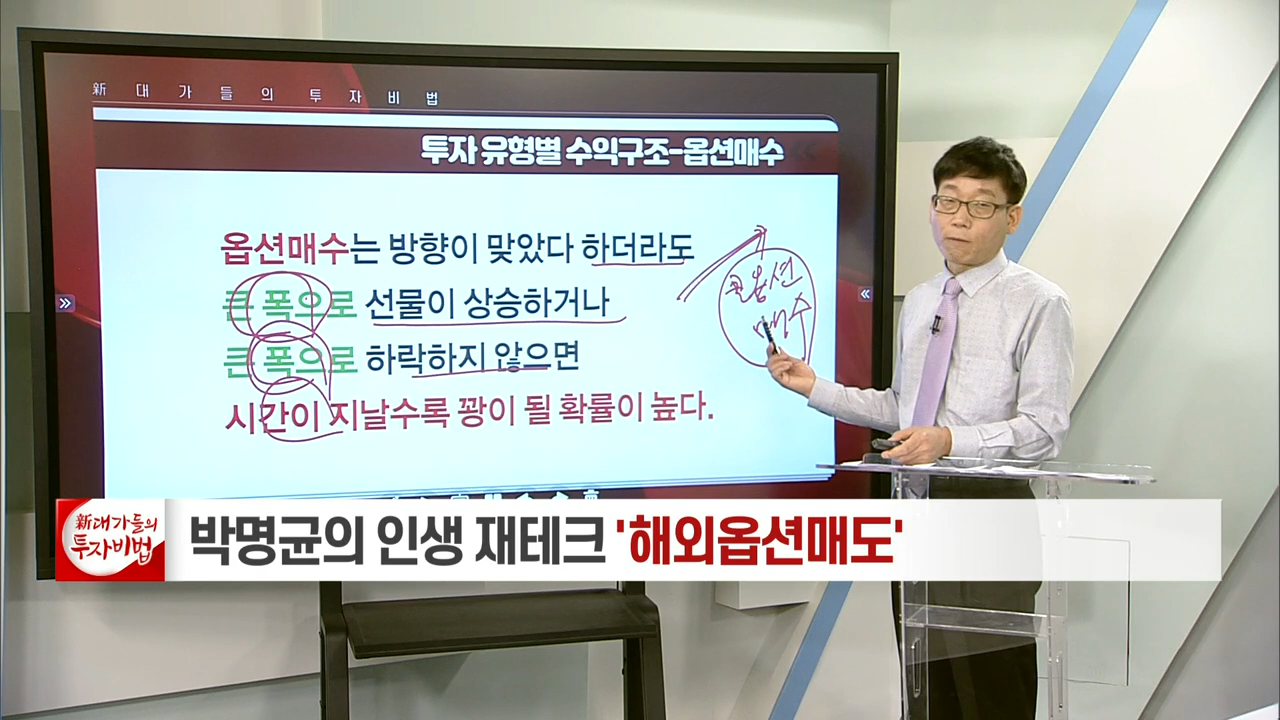 新 대 가 들 의 투 자 비 법
투자 유형별 수익구조-옵션매수
옵션매수는 방향이 맞았다 하더라도
큰 폭으로 선물이 상승하거나
큰 폭으로 하락하지 않으면
시간이 지날수록 꽝이 될 확률이 높다.
콜옵션
매수
新대가들의
투자비법
박명균의 인생 재테크 '해외옵션매도'